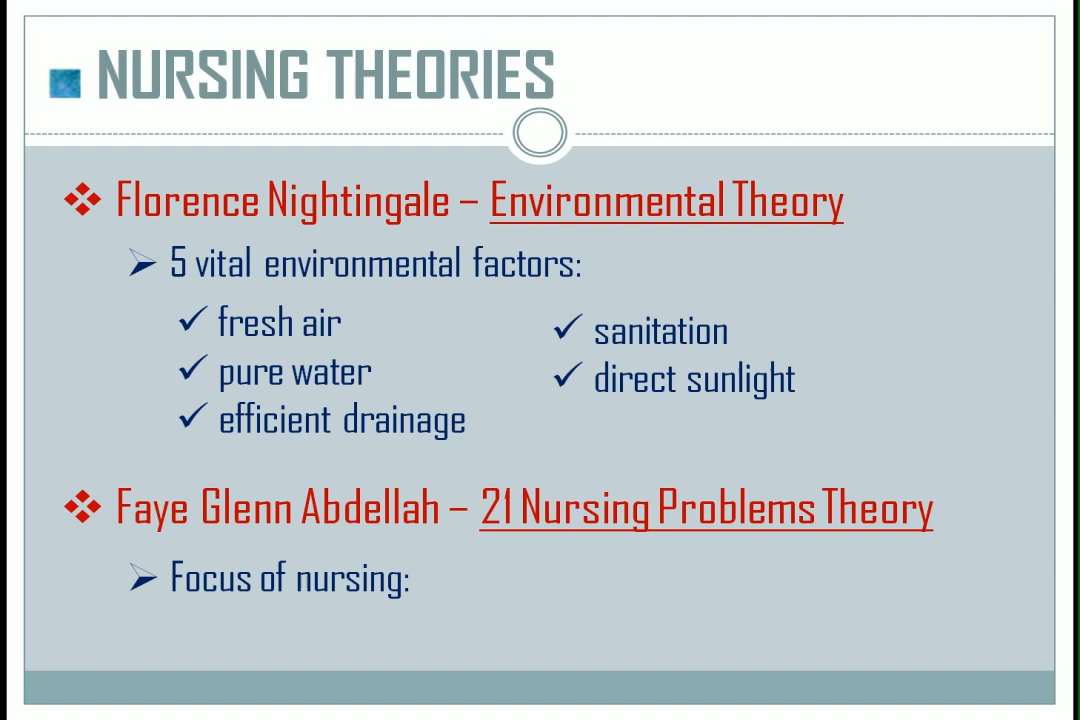 NURSING THEORIES
Florence Nightingale – Environmental Theory
5 vital environmental factors:
fresh air
pure water
efficient drainage
sanitation
direct sunlight
Faye Glenn Abdellah – 21 Nursing Problems Theory
Focus of nursing: